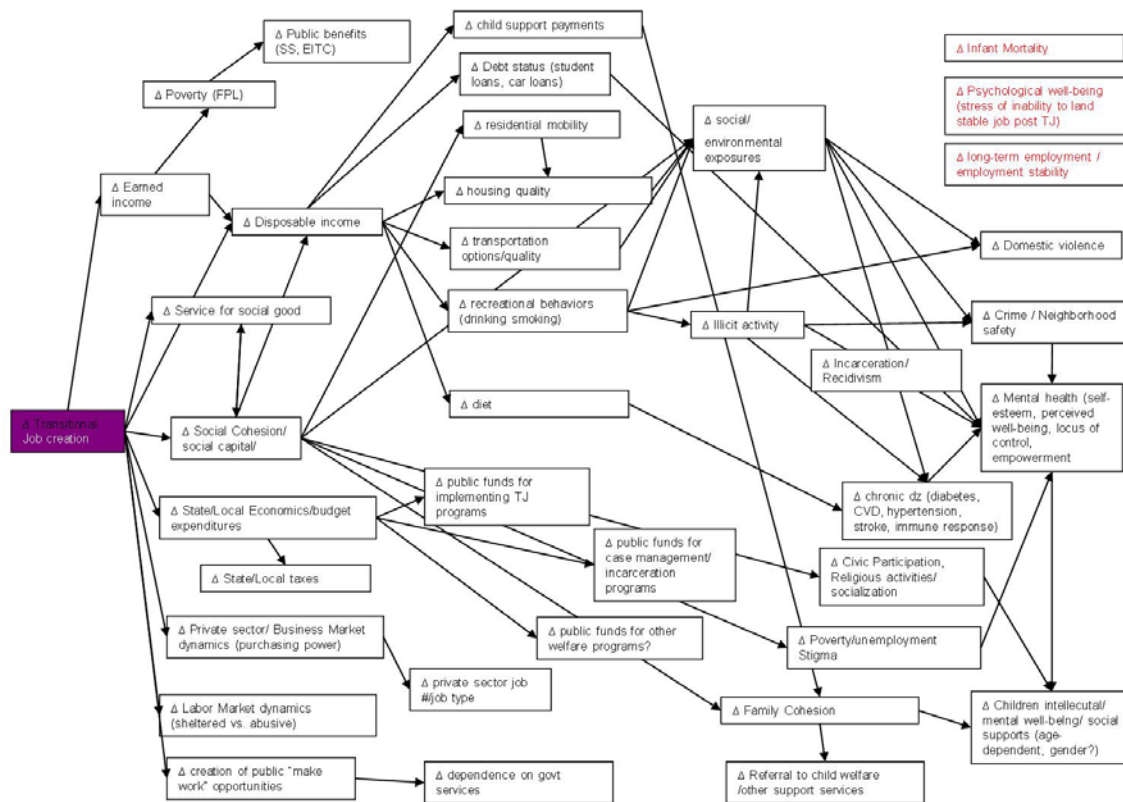 Δ Public benefits
(SS, EITC)
Δ Poverty (FPL)
Δ Earned
income
Δ Disposable income
Δ Service for social good
Δ Transitional
Job creation
Δ Social Cohesion/
social capital/
Δ State/Local Economics/budget
expenditures
Δ State/Local taxes
Δ Private sector/ Business Market
dynamics (purchasing power)
Δ Labor Market dynamics
(sheltered vs. abusive)
Δ creation of public "make
work" opportunities
Δ child support payments
Δ Debt status (student
loans, car loans)
Δ residential mobility
Δ housing quality
Δ transportation
options/quality
Δ recreational behaviors
(drinking smoking)
Δ diet
Δ public funds for
implementing TJ
programs
Δ public funds for
case management/
incarceration
programs
Δ public funds for other
welfare programs?
Δ private sector job
#/job type
Δ dependence on govt
services
Δ social/
environmental
exposures
Δ Illicit activity
Δ Incarceration/
Recidivism
Δ chronic dz (diabetes,
CVD, hypertension,
stroke, immune response)
Δ Civic Participation,
Religious activities/
socialization
Δ Poverty/unemployment
Stigma
Δ Family Cohesion
Δ Referral to child welfare
/other support services
Δ Infant Mortality
Δ Psychological well-being
(stress of inability to land
stable job post TJ)
Δ long-term employment /
employment stability
Δ Domestic violence
Δ Crime / Neighborhood
safety
Δ Mental health (self-
esteem, perceived
well-being, locus of
control,
empowerment
Δ Children intellecutal/
mental well-being/ social
supports (age-
dependent, gender?)